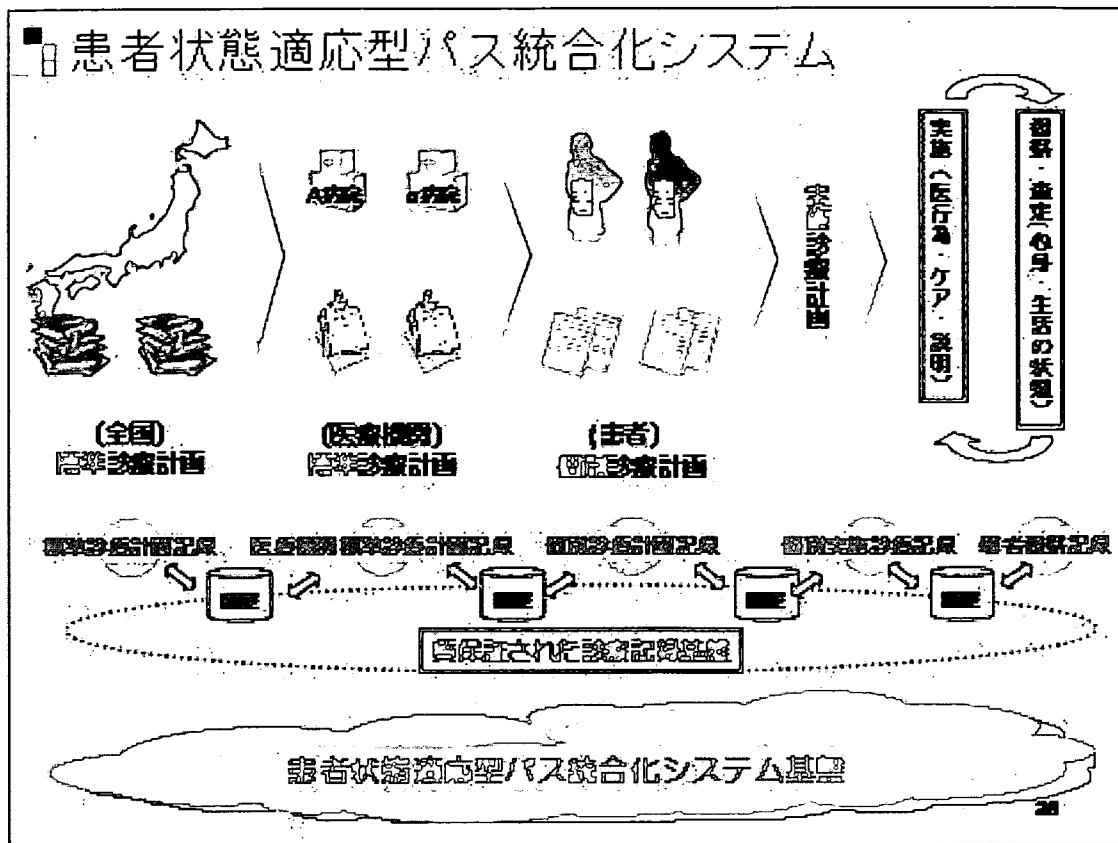 患者状態適応型パス統合化システム
A病院
α病院
実施診療計画
実施(医行為・ケア・説明)
観察・査定(心身・生活の状態)
(全国)
標準診療計画
(医療機関)
標準診療計画
(患者)
個別診療計画
標準診療計画記録
医療機関標準診療計画記録
個別診療計画記録
個別実施診療記録
患者観察記録
質保証された診療記録基盤
患者状態適応型パス統合化システム基盤